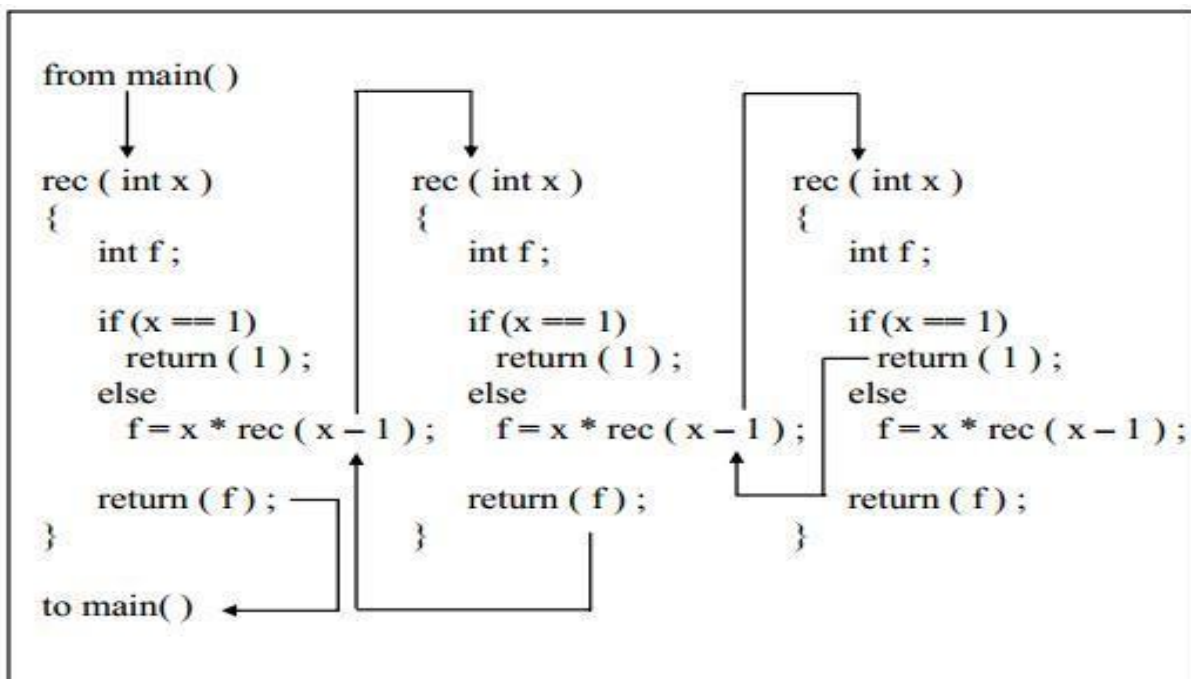 from main( )
rec ( int x )
{
int f ;
if (x == 1)
return ( 1 ) ;
else
f = x * rec ( x – 1 ) ;
return ( f ) ;
}
to main( )
rec ( int x )
{
int f ;
if (x == 1)
return ( 1 ) ;
else
f = x * rec ( x – 1 ) ;
return ( f ) ;
}
rec ( int x )
{
int f ;
if (x == 1)
return ( 1 ) ;
else
f = x * rec ( x – 1 ) ;
return ( f ) ;
}